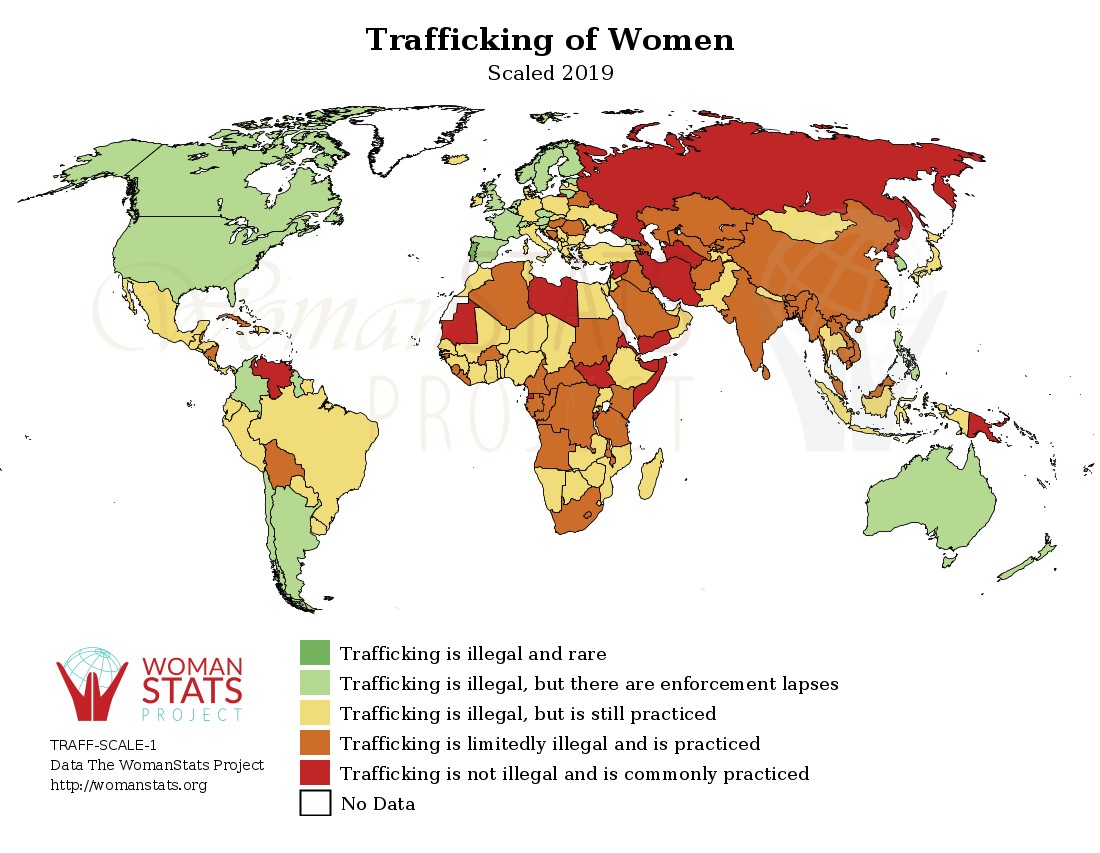 Trafficking of Women
Scaled 2019
WomanSTATS
PROJECT
Trafficking is illegal and rare
Trafficking is illegal, but there are enforcement lapses
Trafficking is illegal, but is still practiced
Trafficking is limitedly illegal and is practiced
Trafficking is not illegal and is commonly practiced
No Data
WOMAN
STATS
PROJECT
TRAFF-SCALE-1
Data The WomanStats Project
http://womanstats.org